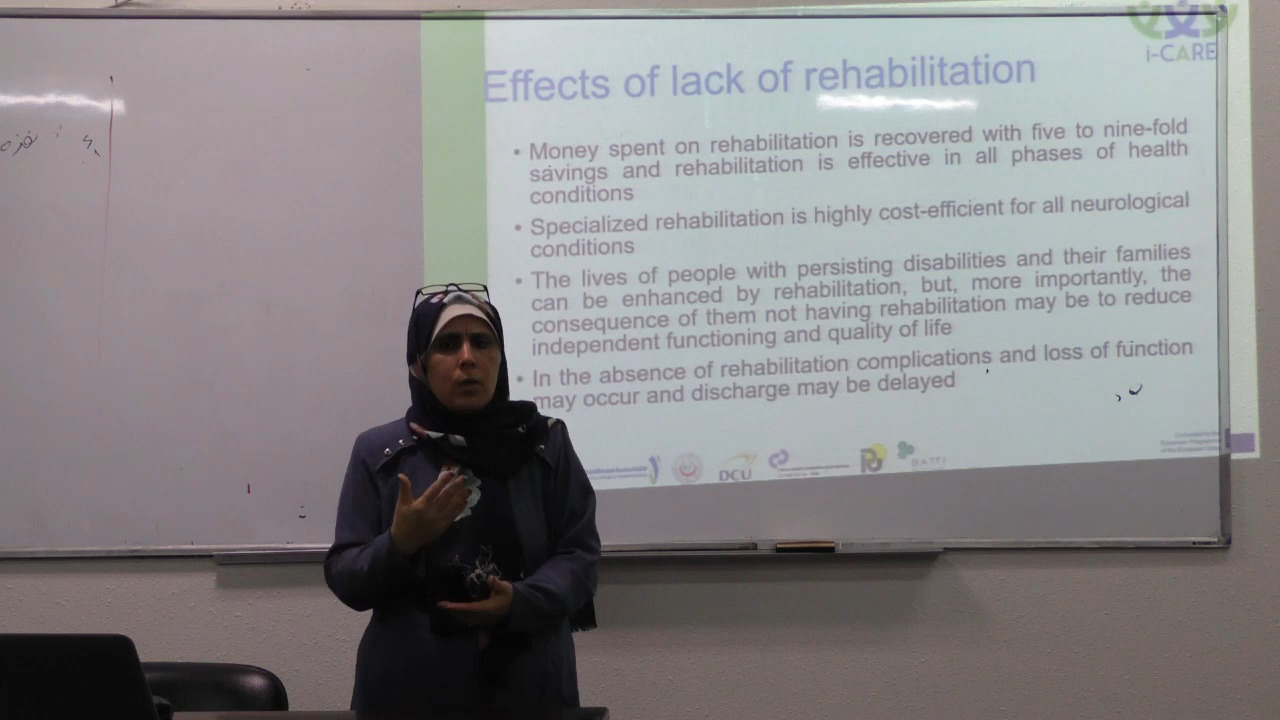 i-CARE
Effects of lack of rehabilitation
• Money spent on rehabilitation is recovered with five to nine-fold
savings and rehabilitation is effective in all phases of health
conditions
• Specialized rehabilitation is highly cost-efficient for all neurological
conditions
• The lives of people with persisting disabilities and their families
can be enhanced by rehabilitation, but, more importantly, the
consequence of them not having rehabilitation may be to reduce
independent functioning and quality of life
• In the absence of rehabilitation complications and loss of function
may occur and discharge may be delayed
DCU